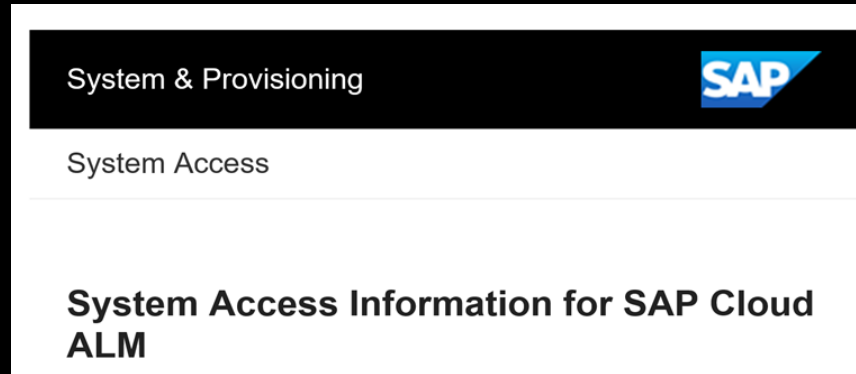 System & Provisioning
SAP
System Access
System Access Information for SAP Cloud
ALM